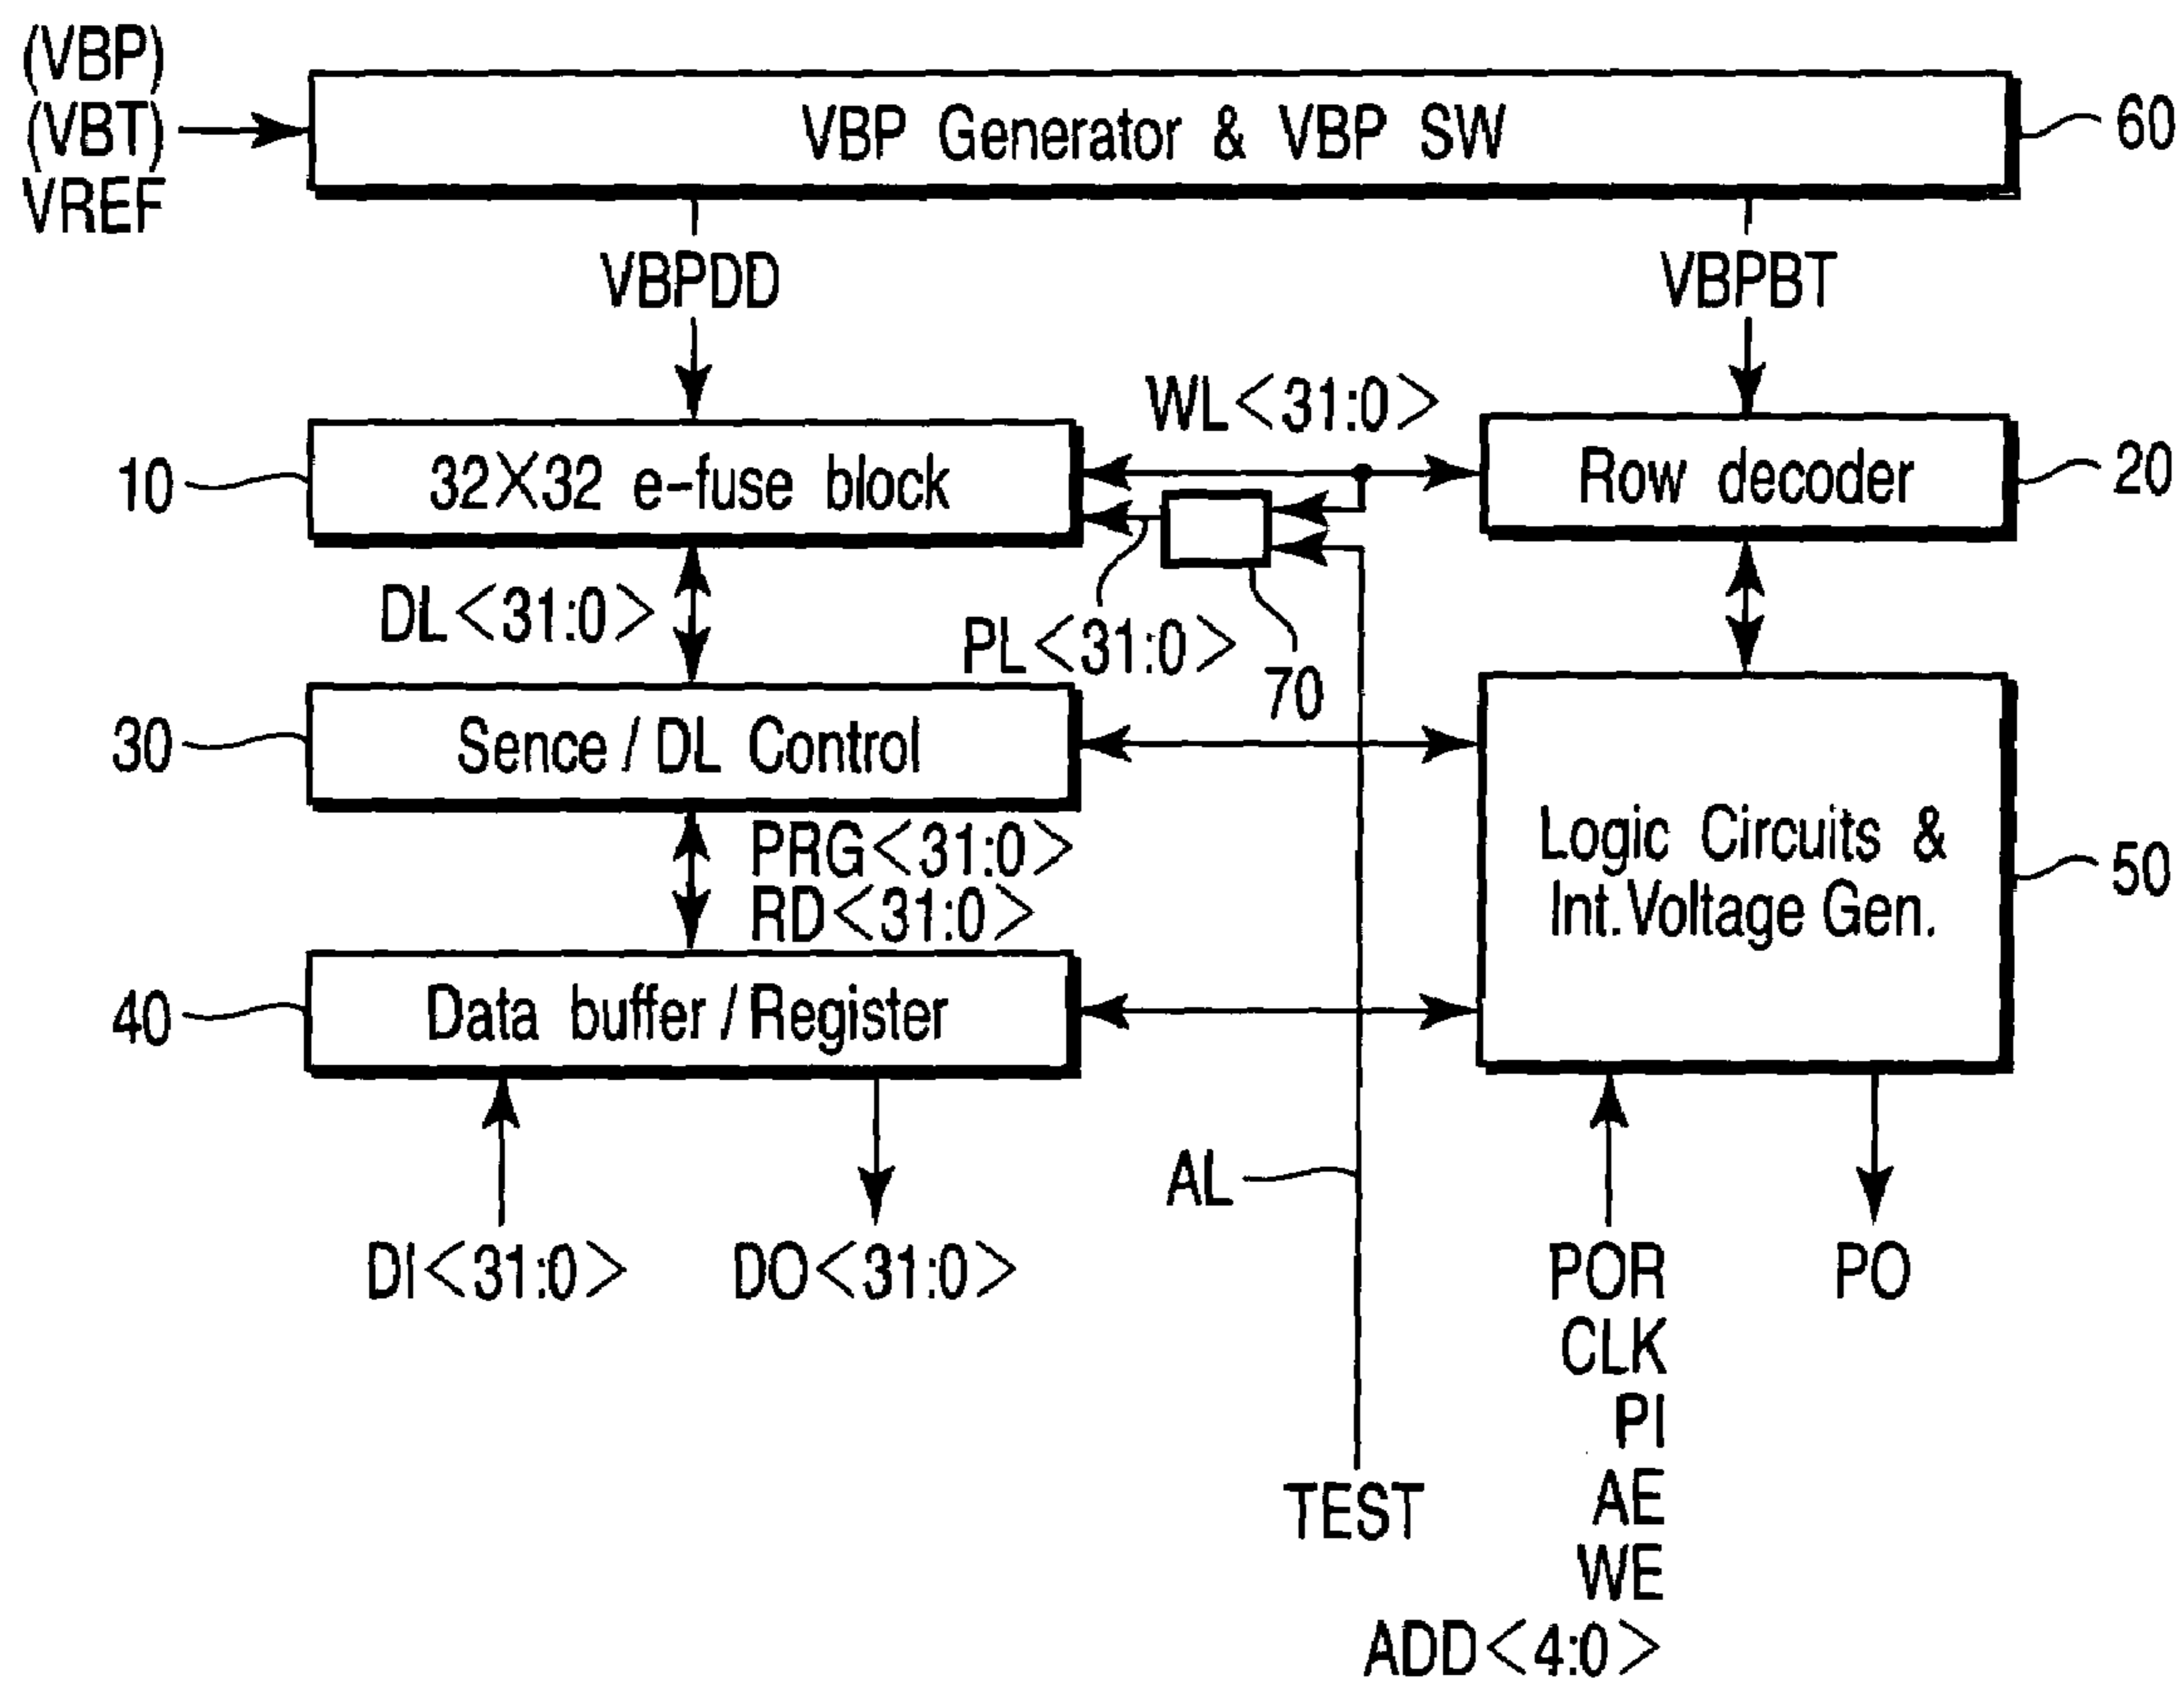 (VBP)
(VBT)
VREF
VBP Generator & VBP SW
60
VBPDD
VBPBT
WL<31:0>
10
32X32 e-fuse block
Row decoder
20
DL<31:0>
PL<31:0>
70
30
Sence / DL Control
PRG<31:0>
RD<31:0>
Logic Circuits &
Int.Voltage Gen.
50
40
Data buffer / Register
AL
DI<31:0>
DO<31:0>
POR
CLK
PI
AE
WE
ADD<4:0>
PO
TEST